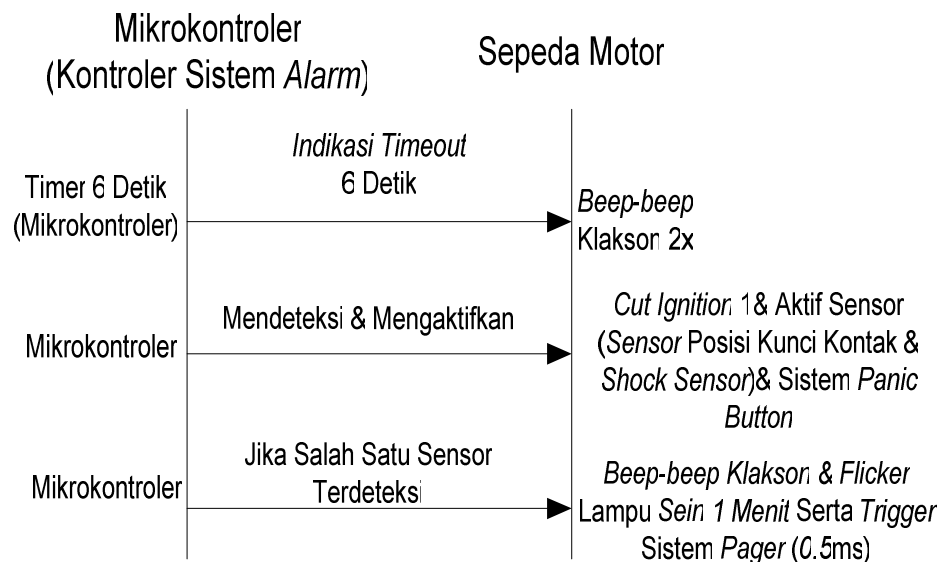 Mikrokontroler
(Kontroler Sistem Alarm)
Sepeda Motor
Indikasi Timeout
6 Detik
Timer 6 Detik
(Mikrokontroler)
Beep-beep
Klakson 2x
Mendeteksi & Mengaktifkan
Mikrokontroler
Cut Ignition 1& Aktif Sensor
(Sensor Posisi Kunci Kontak &
Shock Sensor)& Sistem Panic
Button
Jika Salah Satu Sensor
Terdeteksi
Mikrokontroler
Beep-beep Klakson & Flicker
Lampu Sein 1 Menit Serta Trigger
Sistem Pager (0.5ms)